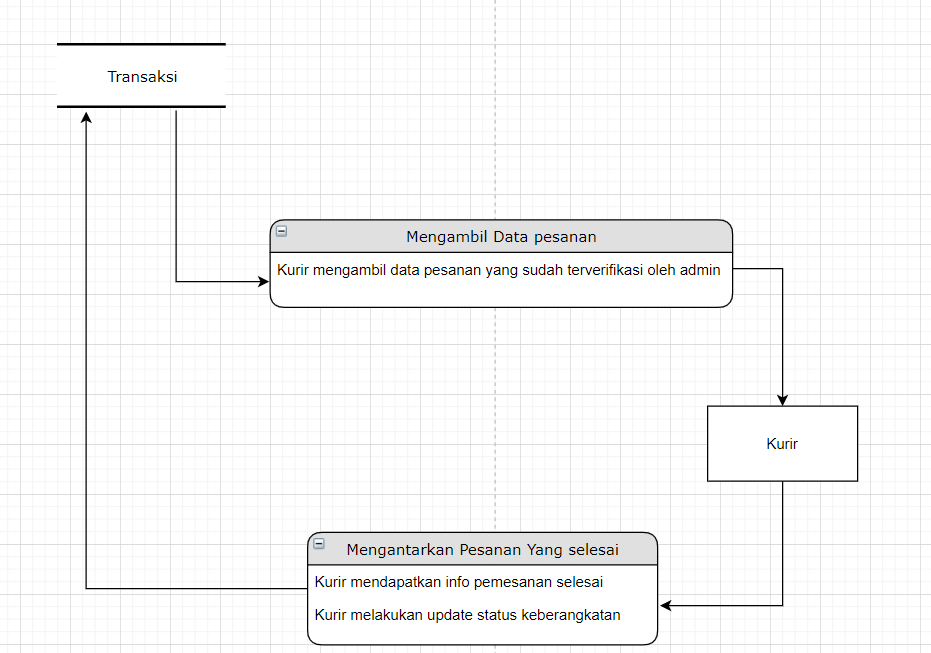 Transaksi
Mengambil Data pesanan
Kurir mengambil data pesanan yang sudah terverifikasi oleh admin
Kurir
Mengantarkan Pesanan Yang selesai
Kurir mendapatkan info pemesanan selesai
Kurir melakukan update status keberangkatan